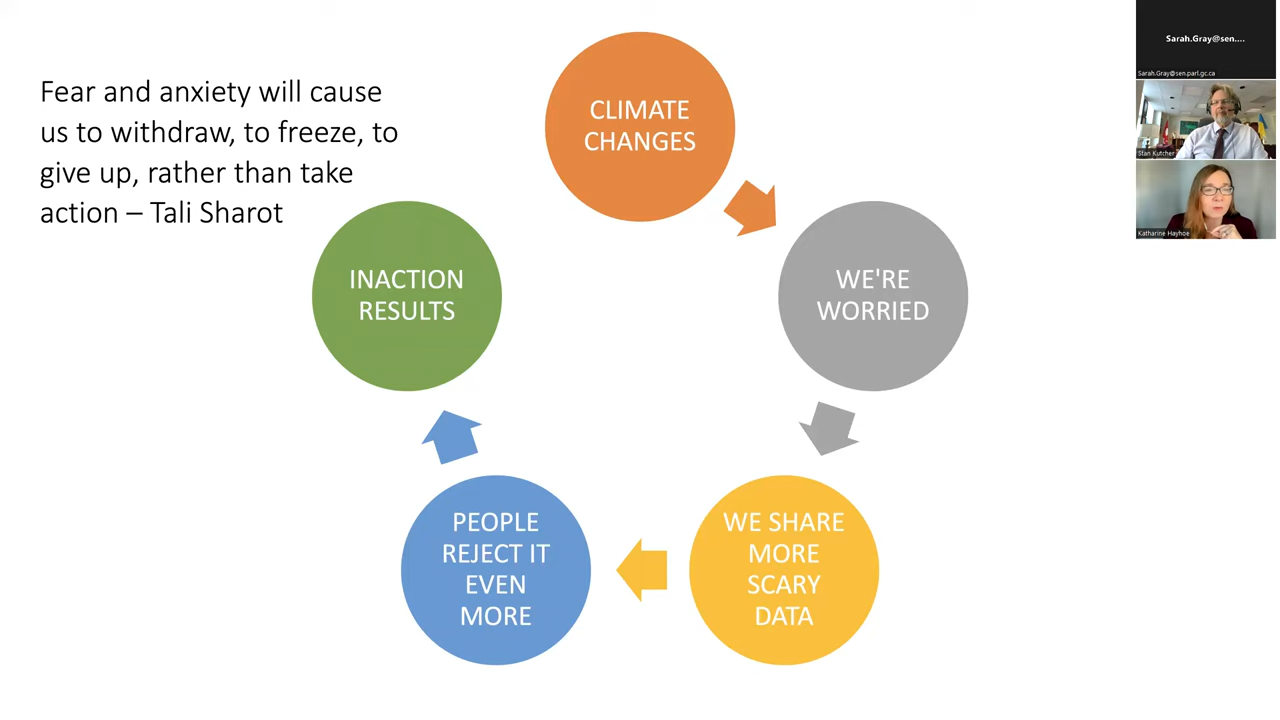 Fear and anxiety will cause
us to withdraw, to freeze, to
give up, rather than take
action – Tali Sharot
CLIMATE
CHANGES
WE'RE
WORRIED
WE SHARE
MORE
SCARY
DATA
PEOPLE
REJECT IT
EVEN
MORE
INACTION
RESULTS
Sarah.Gray@sen....
Sarah.Gray@sen.parl.gc.ca
Stan Kutcher
Katharine Hayhoe